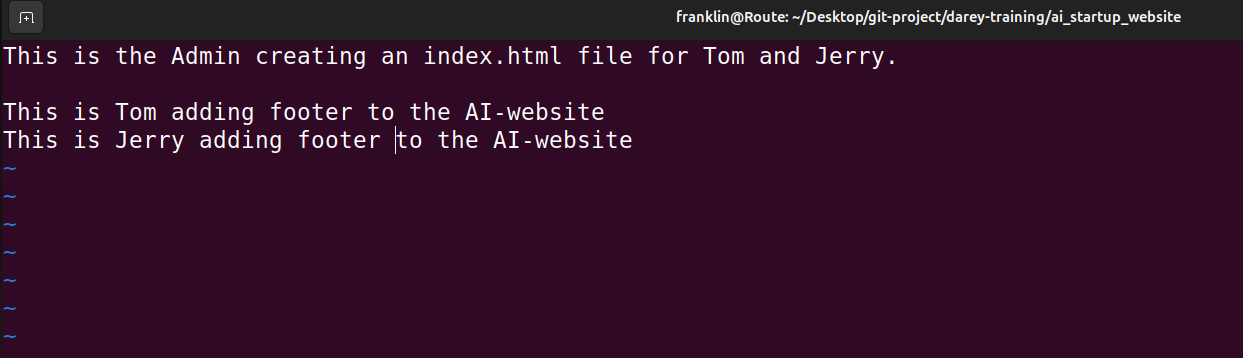 franklin@Route: ~/Desktop/git-project/darey-training/ai_startup_website
This is the Admin creating an index.html file for Tom and Jerry.
This is Tom adding footer to the AI-website
This is Jerry adding footer to the AI-website
~
~
~
~
~
~
~